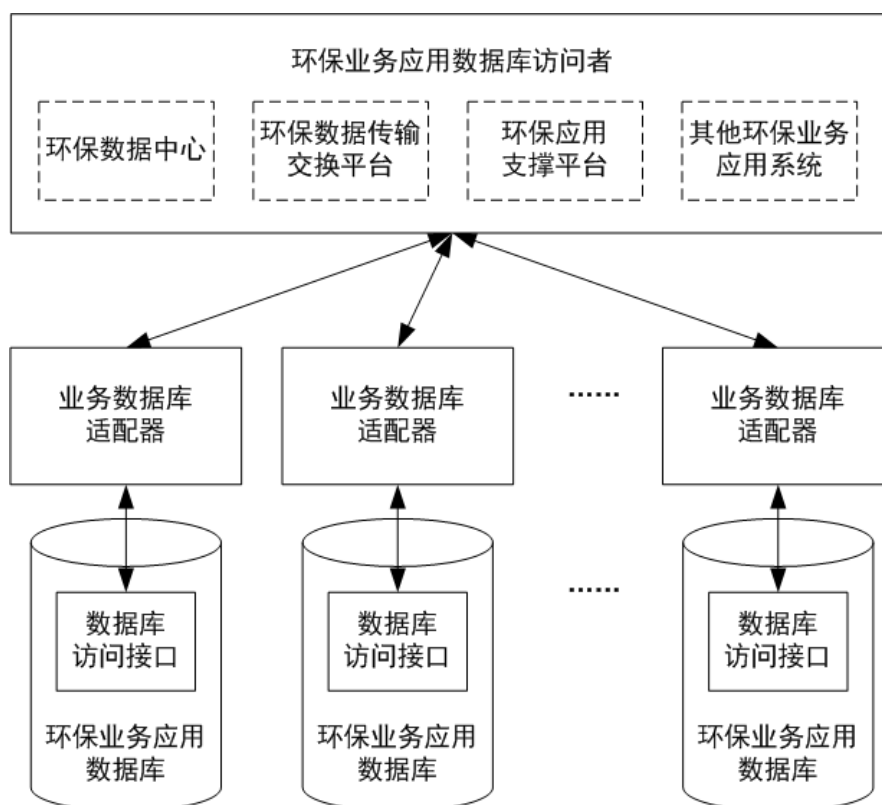 环保业务应用数据库访问者
环保数据中心
环保数据传输
交换平台
环保应用
支撑平台
其他环保业务
应用系统
业务数据库
适配器
业务数据库
适配器
……
业务数据库
适配器
数据库
访问接口
环保业务应用
数据库
数据库
访问接口
环保业务应用
数据库
……
数据库
访问接口
环保业务应用
数据库